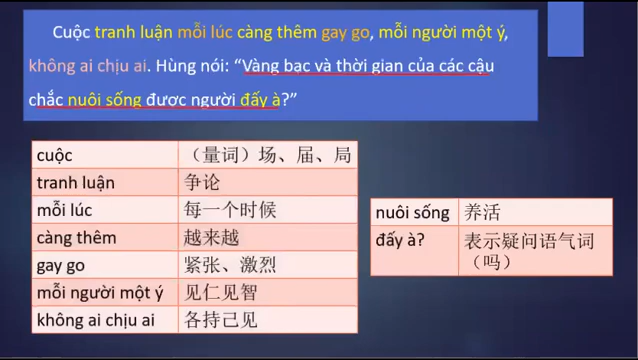 Cuộc tranh luận mỗi lúc càng thêm gay go, mỗi người một ý,
không ai chịu ai. Hùng nói: “Vàng bạc và thời gian của các cậu
chắc nuôi sống được người đấy à?”
cuộc （量词）场、届、局
tranh luận 争论
mỗi lúc 每一个时候
càng thêm 越来越
gay go 紧张、激烈
mỗi người một ý 见仁见智
không ai chịu ai 各持己见
nuôi sống 养活
đấy à? 表示疑问语气词
（吗）